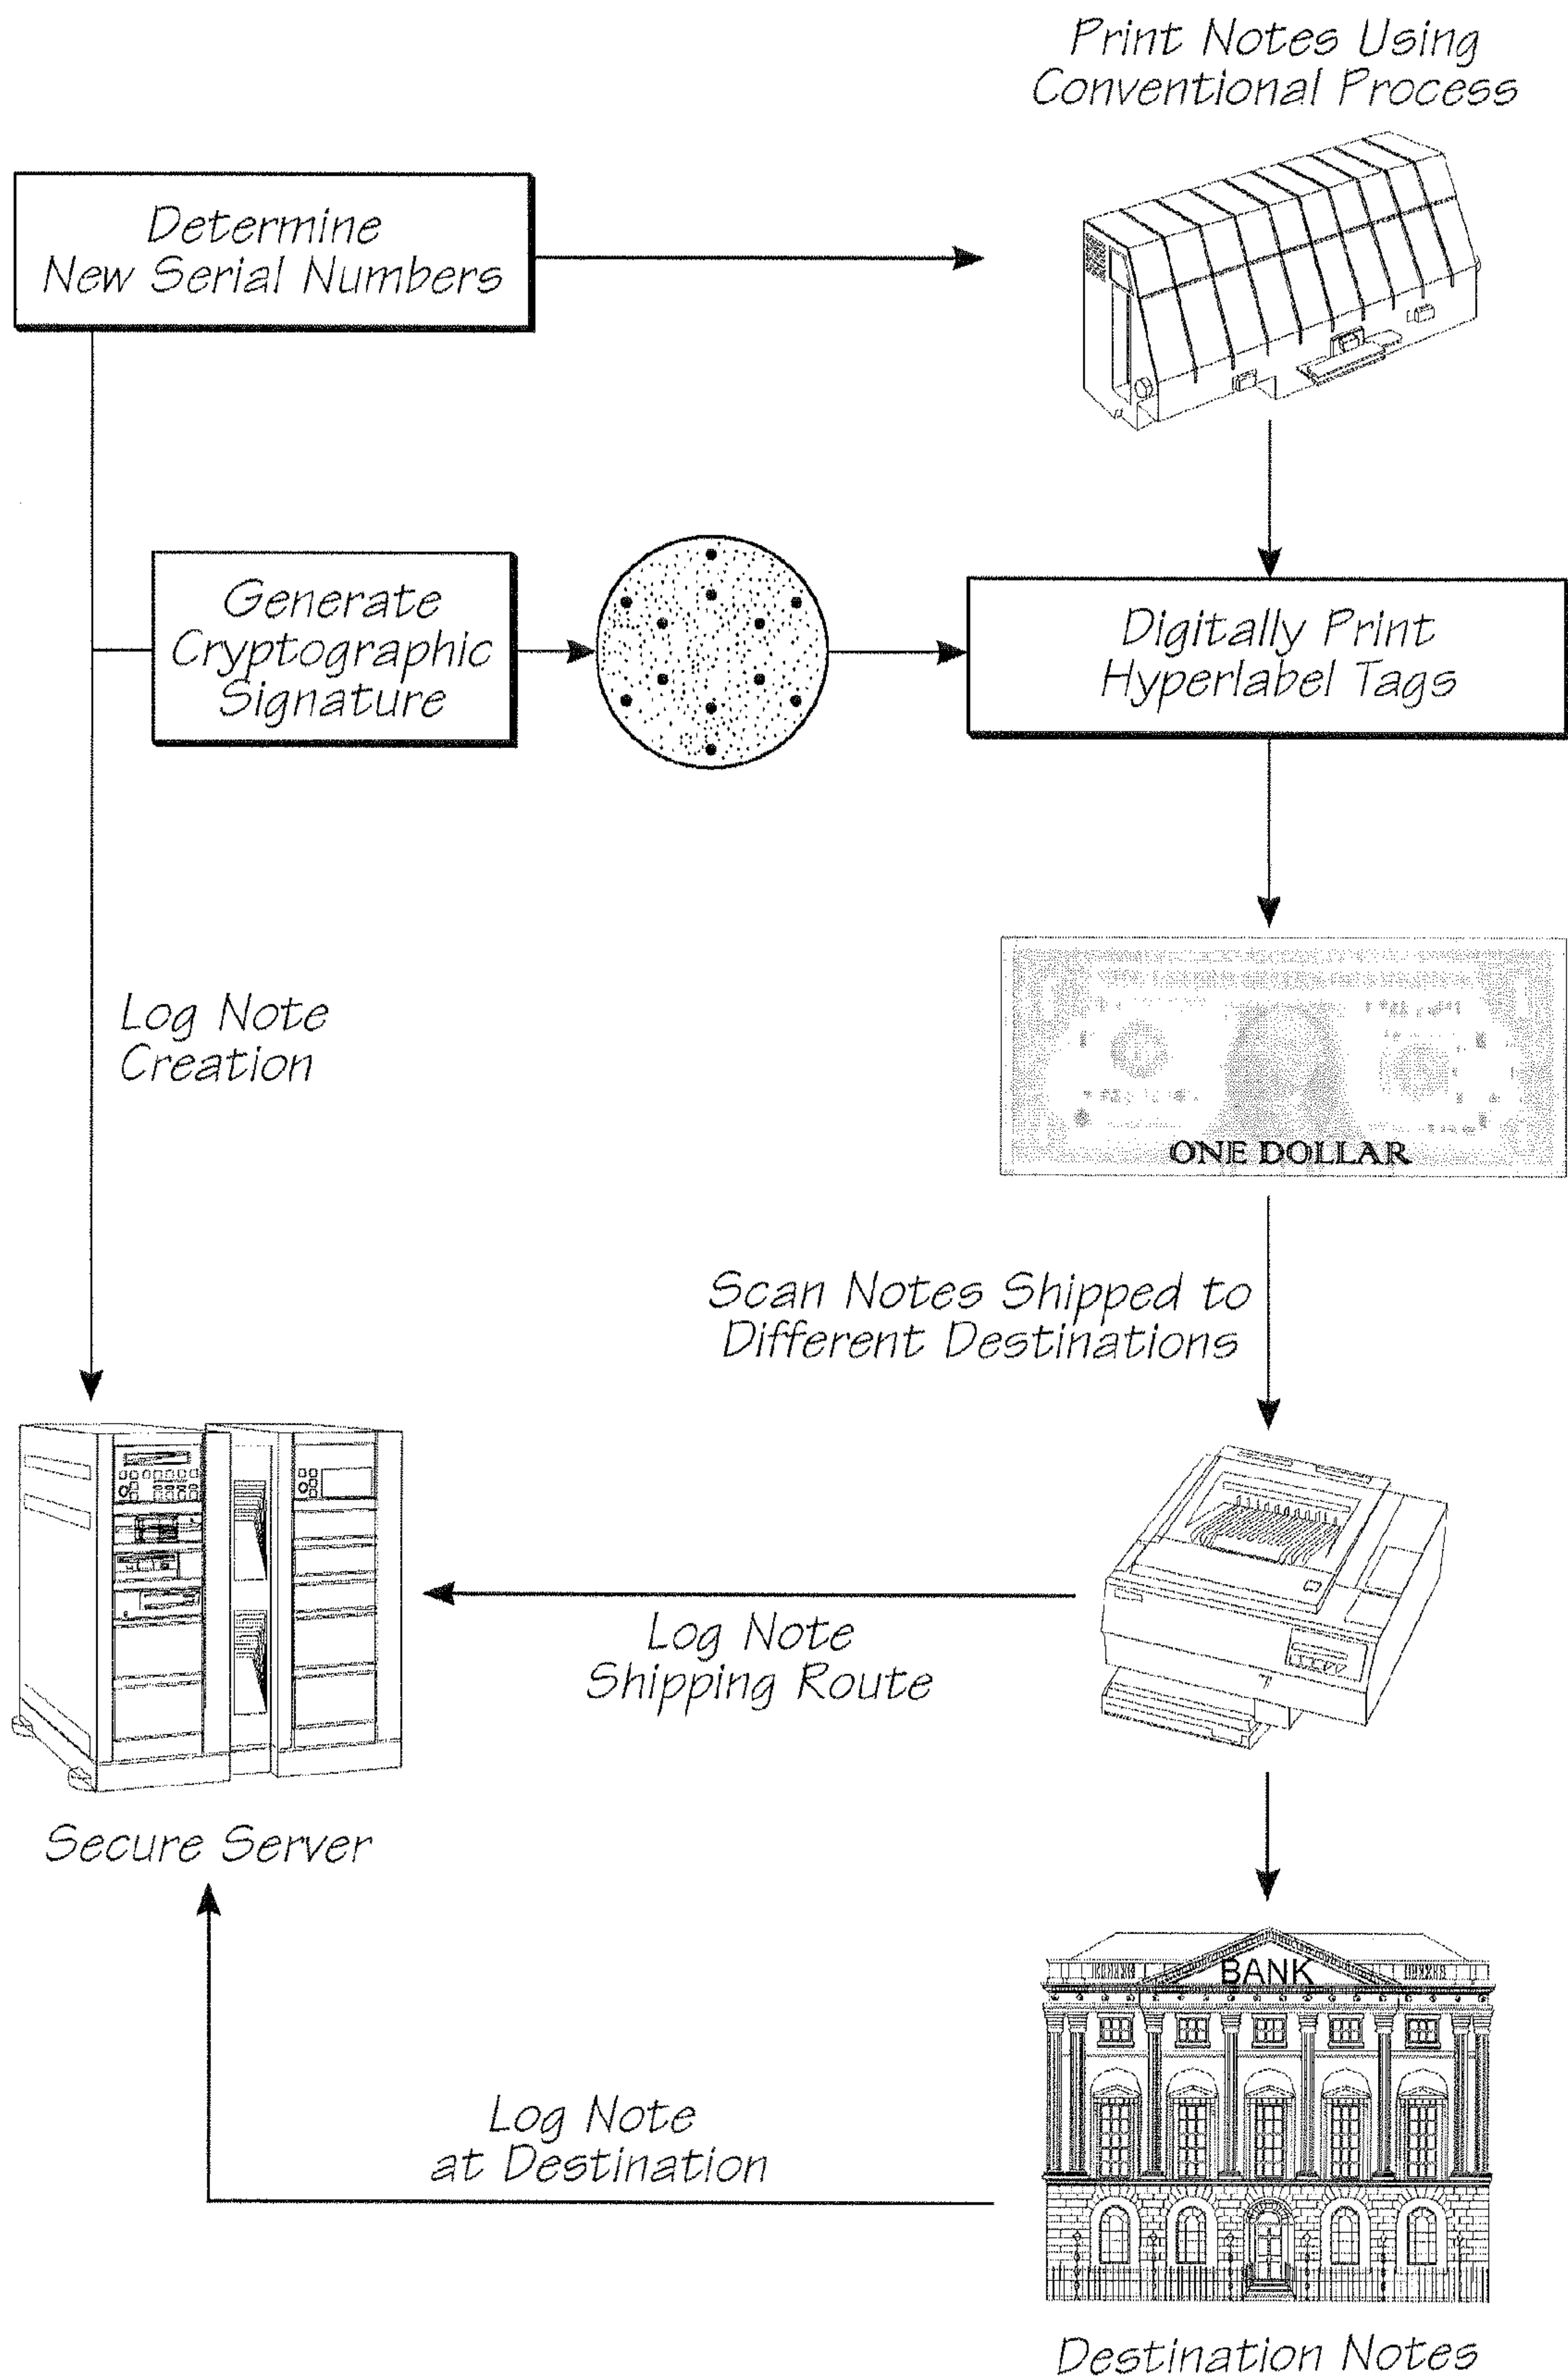 Print Notes Using
Conventional Process
Determine
New Serial Numbers
Generate
Cryptographic
Signature
Digitally Print
Hyperlabel Tags
Log Note
Creation
ONE DOLLAR
Scan Notes Shipped to
Different Destinations
Log Note
Shipping Route
Secure Server
BANK
Log Note
at Destination
Destination Notes